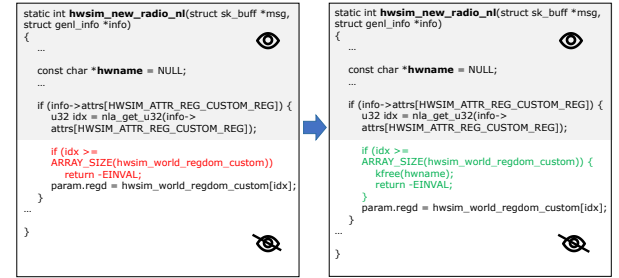 static int hwsim_new_radio_nl(struct sk_buff *msg,
struct genl_info *info)
{
...
const char *hwname = NULL;
...
if (info->attrs[HWSIM_ATTR_REG_CUSTOM_REG]) {
u32 idx = nla_get_u32(info->
attrs[HWSIM_ATTR_REG_CUSTOM_REG]);
if (idx >=
ARRAY_SIZE(hwsim_world_regdom_custom))
return -EINVAL;
param.regd = hwsim_world_regdom_custom[idx];
}
...
}
static int hwsim_new_radio_nl(struct sk_buff *msg,
struct genl_info *info)
{
...
const char *hwname = NULL;
...
if (info->attrs[HWSIM_ATTR_REG_CUSTOM_REG]) {
u32 idx = nla_get_u32(info->
attrs[HWSIM_ATTR_REG_CUSTOM_REG]);
if (idx >=
ARRAY_SIZE(hwsim_world_regdom_custom)) {
kfree(hwname);
return -EINVAL;
}
param.regd = hwsim_world_regdom_custom[idx];
}
...
}